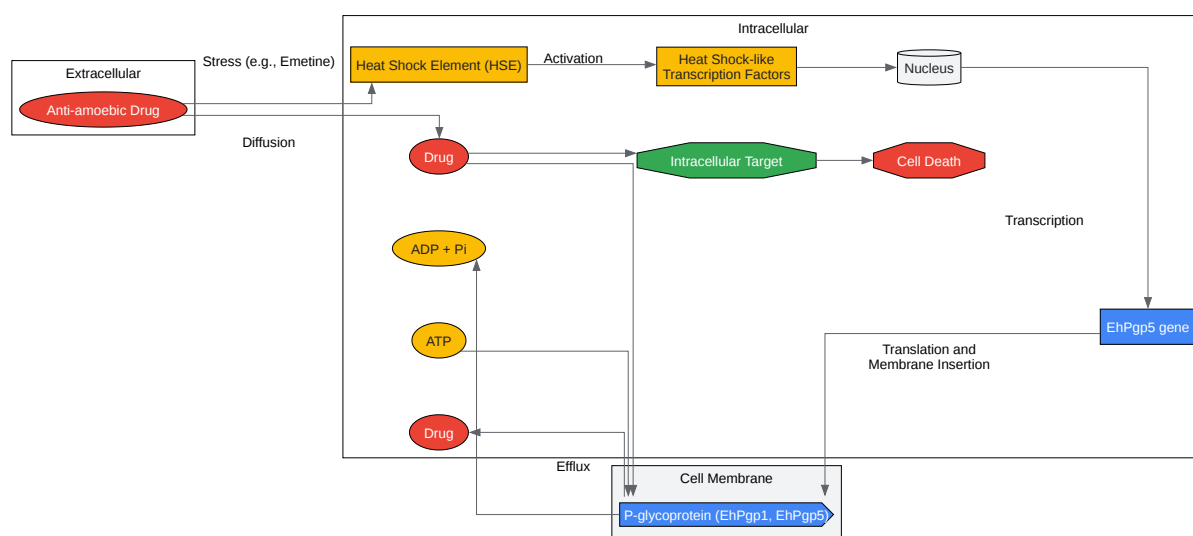 Intracellular
Extracellular
Anti-amoebic Drug
Stress (e.g., Emetine)
Heat Shock Element (HSE)
Activation
Heat Shock-like
Transcription Factors
Nucleus
Diffusion
Drug
Intracellular Target
Cell Death
Transcription
ADP + Pi
EhPgp5 gene
ATP
Translation and
Membrane Insertion
Drug
Efflux
Cell Membrane
P-glycoprotein (EhPgp1, EhPgp5)